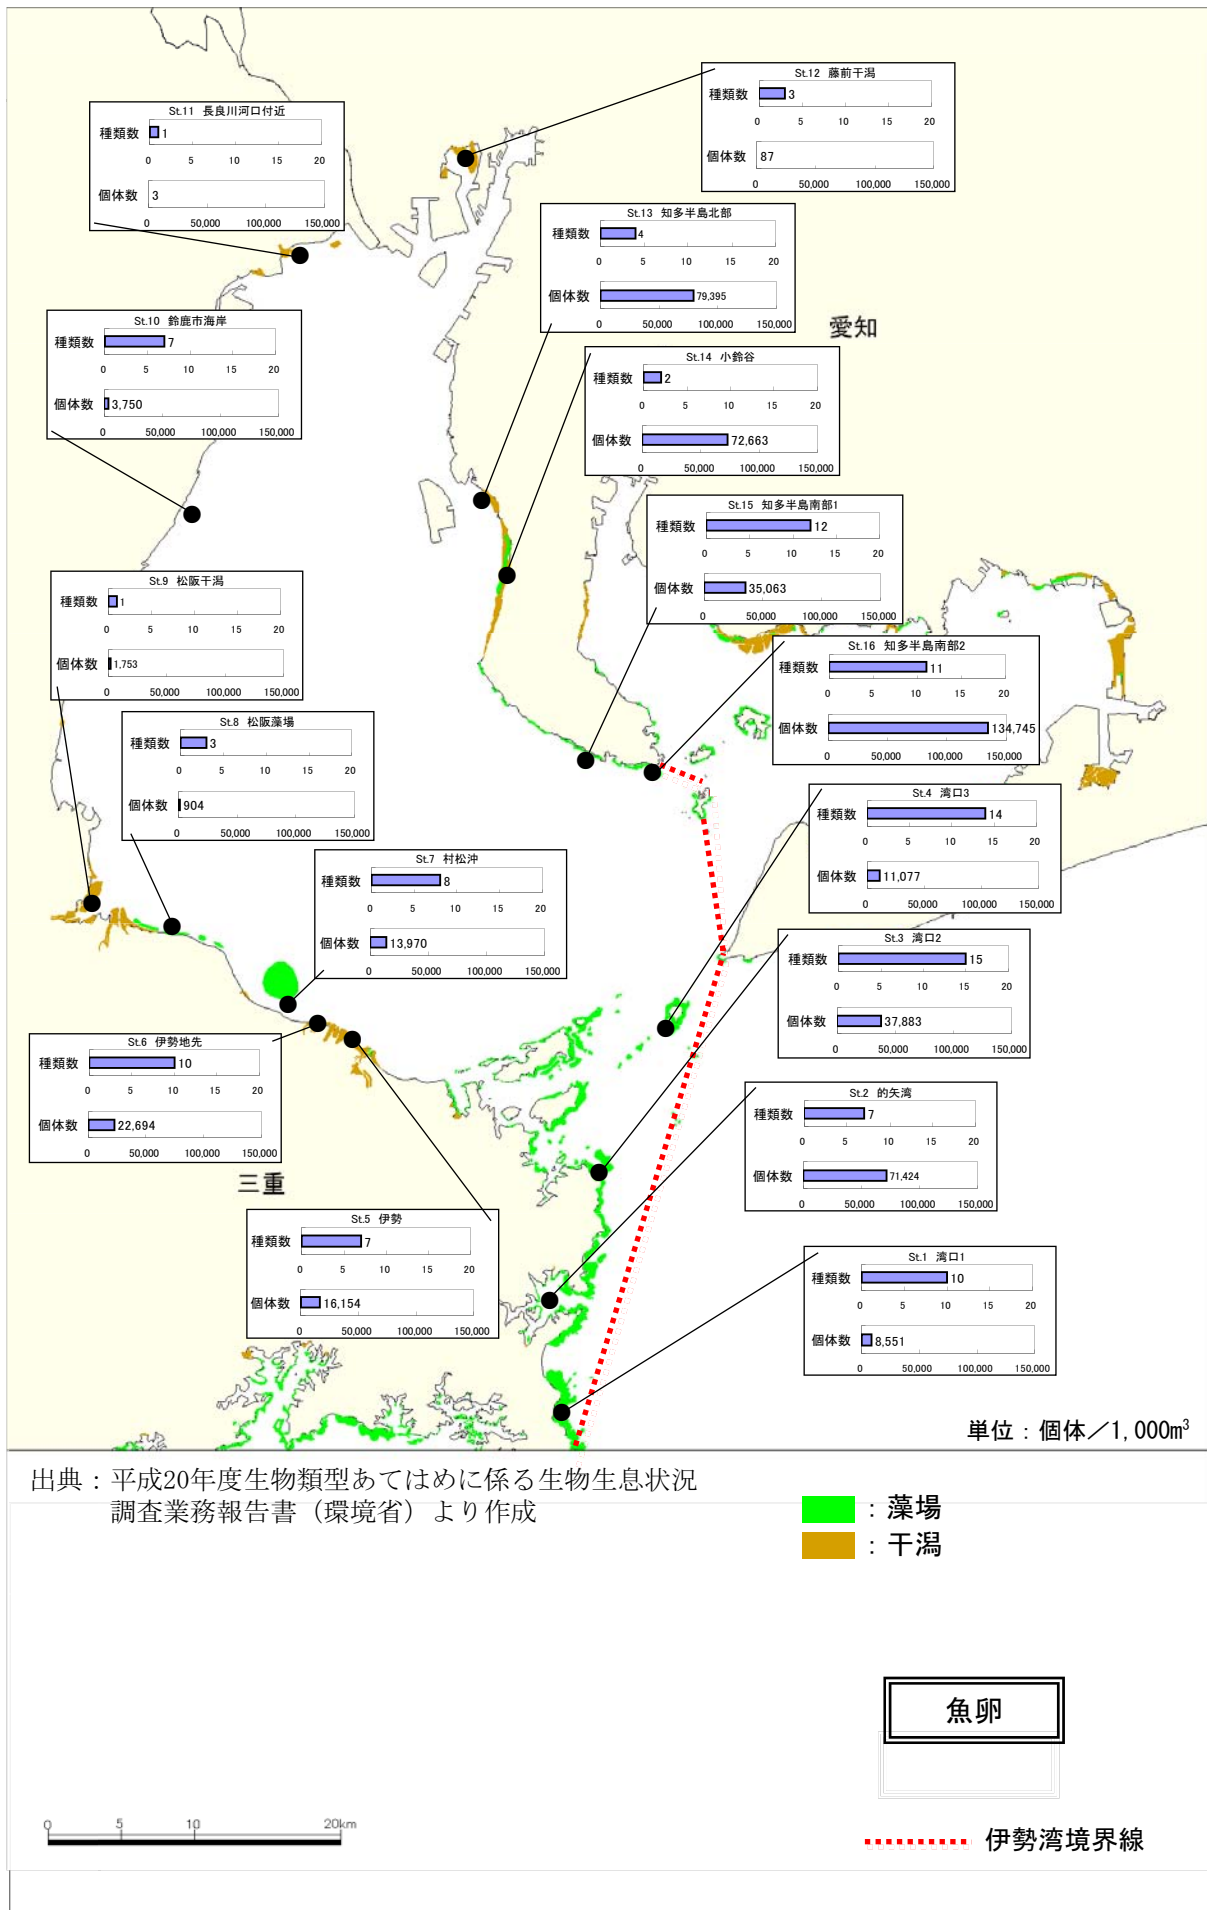 St.12 藤前干潟
種類数 3
0 5 10 15 20
個体数 87
0 50,000 100,000 150,000
St.11 長良川河口付近
種類数 1
0 5 10 15 20
個体数 3
0 50,000 100,000 150,000
St.13 知多半島北部
種類数 4
0 5 10 15 20
個体数 79,395
0 50,000 100,000 150,000
愛知
St.10 鈴鹿市海岸
種類数 7
0 5 10 15 20
個体数 3,750
0 50,000 100,000 150,000
St.14 小鈴谷
種類数 2
0 5 10 15 20
個体数 72,663
0 50,000 100,000 150,000
St.15 知多半島南部1
種類数 12
0 5 10 15 20
個体数 35,063
0 50,000 100,000 150,000
St.9 松阪干潟
種類数 1
0 5 10 15 20
個体数 1,753
0 50,000 100,000 150,000
St.16 知多半島南部2
種類数 11
0 5 10 15 20
個体数 134,745
0 50,000 100,000 150,000
St.8 松阪藻場
種類数 3
0 5 10 15 20
個体数 904
0 50,000 100,000 150,000
St.4 湾口3
種類数 14
0 5 10 15 20
個体数 11,077
0 50,000 100,000 150,000
St.7 村松沖
種類数 8
0 5 10 15 20
個体数 13,970
0 50,000 100,000 150,000
St.3 湾口2
種類数 15
0 5 10 15 20
個体数 37,883
0 50,000 100,000 150,000
St.6 伊勢地先
種類数 10
0 5 10 15 20
個体数 22,694
0 50,000 100,000 150,000
三重
St.2 的矢湾
種類数 7
0 5 10 15 20
個体数 71,424
0 50,000 100,000 150,000
St.5 伊勢
種類数 7
0 5 10 15 20
個体数 16,154
0 50,000 100,000 150,000
St.1 湾口1
種類数 10
0 5 10 15 20
個体数 8,551
0 50,000 100,000 150,000
単位：個体／1,000m³
出典：平成20年度生物類型あてはめに係る生物生息状況
調査業務報告書（環境省）より作成
：藻場
：干潟
魚卵
0 5 10 20km
伊勢湾境界線